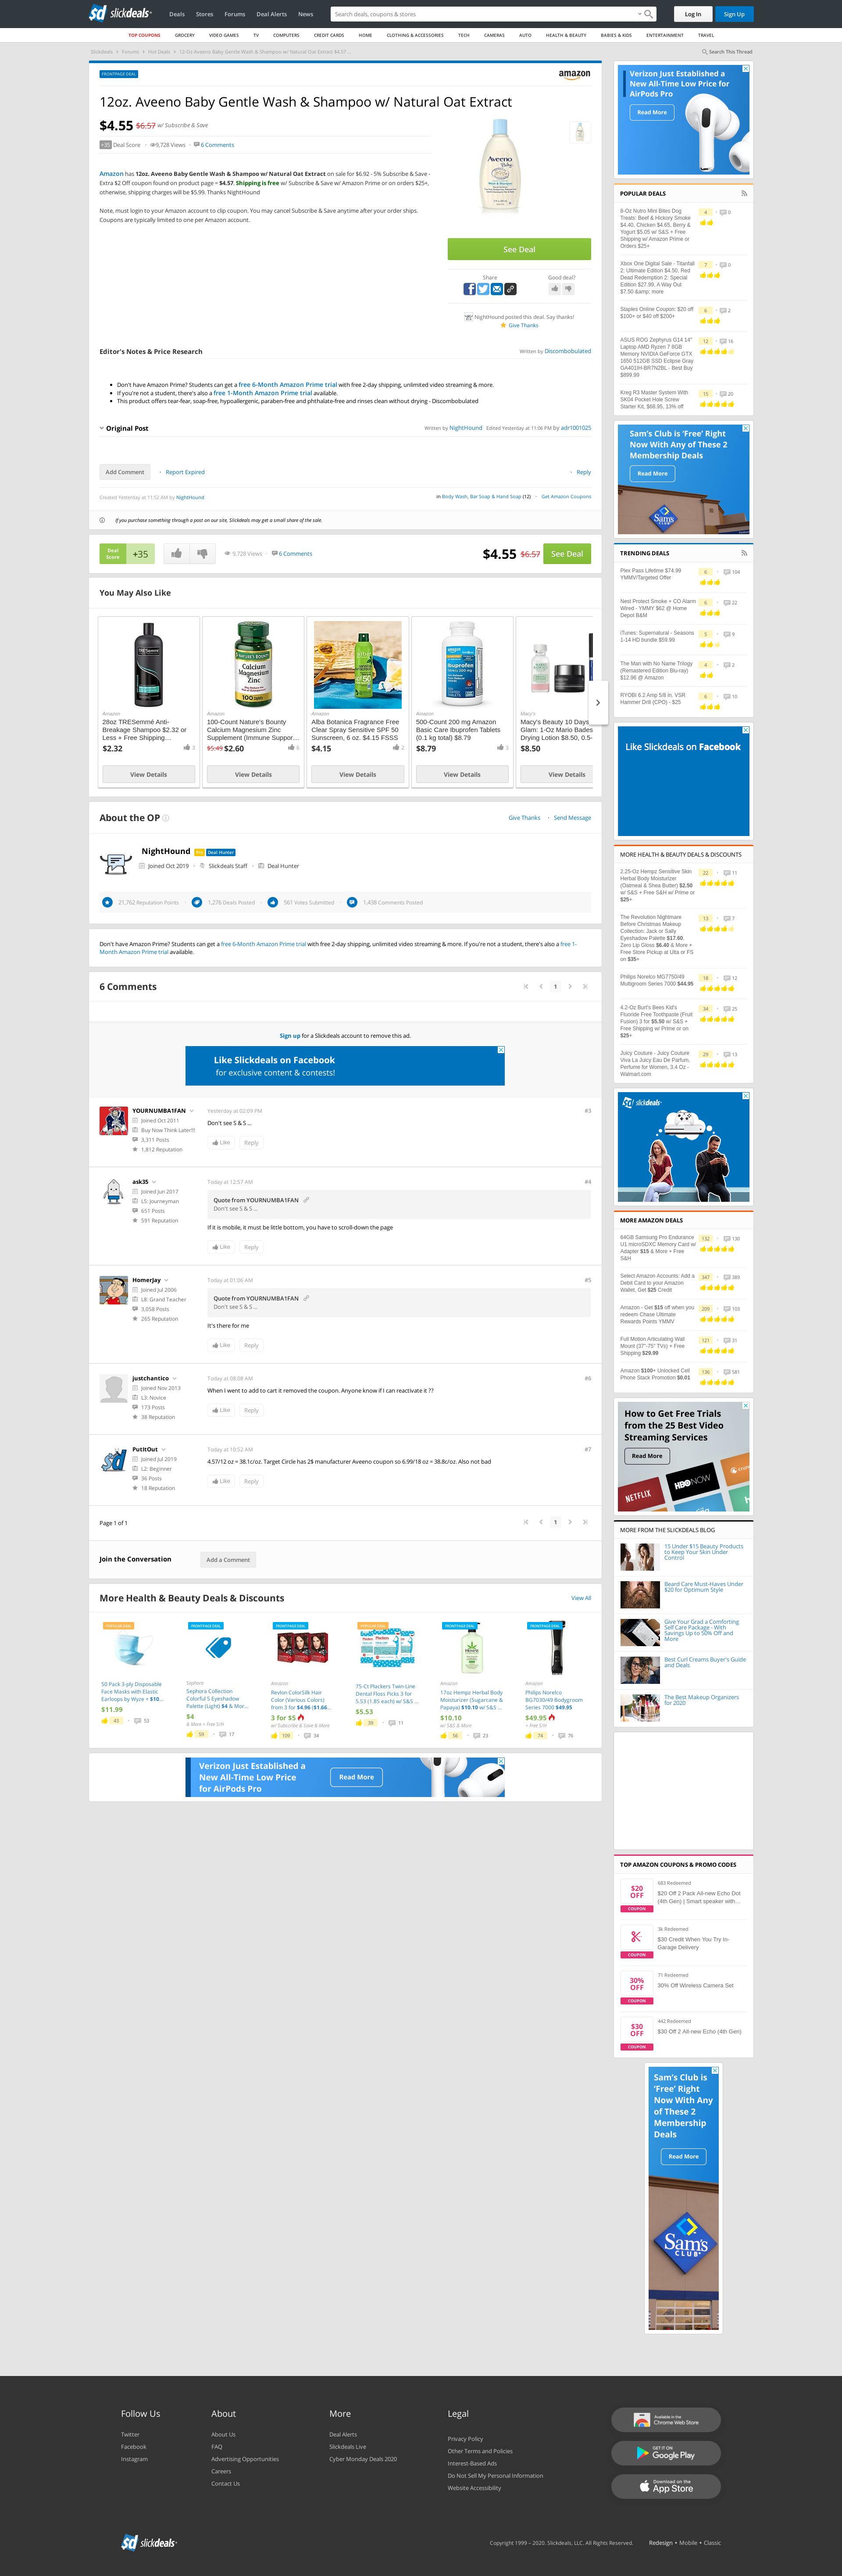 sd slickdeals
Deals Stores Forums Deal Alerts News
Search deals, coupons & stores
Log In Sign Up
TOP COUPONS GROCERY VIDEO GAMES TV COMPUTERS CREDIT CARDS HOME CLOTHING & ACCESSORIES TECH CAMERAS AUTO HEALTH & BEAUTY BABIES & KIDS ENTERTAINMENT TRAVEL
Slickdeals Forums Hot Deals 12-Oz Aveeno Baby Gentle Wash & Shampoo w/ Natural Oat Extract $4.57 ...
Search This Thread
FRONTPAGE DEAL
amazon
12oz. Aveeno Baby Gentle Wash & Shampoo w/ Natural Oat Extract
$4.55 $6.57 w/ Subscribe & Save
+35 Deal Score 9,728 Views 6 Comments
Amazon has 12oz. Aveeno Baby Gentle Wash & Shampoo w/ Natural Oat Extract on sale for $6.92 - 5% Subscribe & Save -
Extra $2 Off coupon found on product page = $4.57. Shipping is free w/ Subscribe & Save w/ Amazon Prime or on orders $25+,
otherwise, shipping charges will be $5.99. Thanks NightHound
Note, must login to your Amazon account to clip coupon. You may cancel Subscribe & Save anytime after your order ships.
Coupons are typically limited to one per Amazon account.
Aveeno
Baby
See Deal
Share Good deal?
NightHound posted this deal. Say thanks!
Give Thanks
Editor's Notes & Price Research
Written by Discombobulated
Don't have Amazon Prime? Students can get a free 6-Month Amazon Prime trial with free 2-day shipping, unlimited video streaming & more.
If you're not a student, there's also a free 1-Month Amazon Prime trial available.
This product offers tear-free, soap-free, hypoallergenic, paraben-free and phthalate-free and rinses clean without drying - Discombobulated
Original Post
Written by NightHound Edited Yesterday at 11:06 PM by adr1001025
Add Comment Report Expired Reply
Created Yesterday at 11:52 AM by NightHound
in Body Wash, Bar Soap & Hand Soap (12) Get Amazon Coupons
If you purchase something through a post on our site, Slickdeals may get a small share of the sale.
Deal
Score +35
9,728 Views 6 Comments
$4.55 $6.57 See Deal
You May Also Like
Amazon
28oz TRESemmé Anti-
Breakage Shampoo $2.32 or
Less + Free Shipping…
$2.32 3
View Details
Amazon
100-Count Nature's Bounty
Calcium Magnesium Zinc
Supplement (Immune Suppor…
$5.49 $2.60 6
View Details
Amazon
Alba Botanica Fragrance Free
Clear Spray Sensitive SPF 50
Sunscreen, 6 oz. $4.15 FSSS
$4.15 2
View Details
Amazon
500-Count 200 mg Amazon
Basic Care Ibuprofen Tablets
(0.1 kg total) $8.79
$8.79 3
View Details
Macy's
Macy's Beauty 10 Days
Glam: 1-Oz Mario Bades
Drying Lotion $8.50, 0.5-
$8.50
View Details
About the OP
Give Thanks Send Message
NightHound Pro Deal Hunter
Joined Oct 2019 Slickdeals Staff Deal Hunter
21,762 Reputation Points 1,276 Deals Posted 561 Votes Submitted 1,438 Comments Posted
Don't have Amazon Prime? Students can get a free 6-Month Amazon Prime trial with free 2-day shipping, unlimited video streaming & more. If you're not a student, there's also a free 1-
Month Amazon Prime trial available.
6 Comments
1
Sign up for a Slickdeals account to remove this ad.
Like Slickdeals on Facebook
for exclusive content & contests!
YOURNUMBA1FAN
Joined Oct 2011
Buy Now Think Later!!!
3,311 Posts
1,812 Reputation
Yesterday at 02:09 PM #3
Don't see S & S ...
Like Reply
ask35
Joined Jun 2017
L5: Journeyman
651 Posts
591 Reputation
Today at 12:57 AM #4
Quote from YOURNUMBA1FAN
Don't see S & S ...
If it is mobile, it must be little bottom, you have to scroll-down the page
Like Reply
HomerJay
Joined Jul 2006
L8: Grand Teacher
3,058 Posts
265 Reputation
Today at 01:06 AM #5
Quote from YOURNUMBA1FAN
Don't see S & S ...
It's there for me
Like Reply
justchantico
Joined Nov 2013
L3: Novice
173 Posts
38 Reputation
Today at 08:08 AM #6
When I went to add to cart it removed the coupon. Anyone know if I can reactivate it ??
Like Reply
PutItOut
Joined Jul 2019
L2: Beginner
36 Posts
18 Reputation
Today at 10:52 AM #7
4.57/12 oz = 38.1c/oz. Target Circle has 2$ manufacturer Aveeno coupon so 6.99/18 oz = 38.8c/oz. Also not bad
Like Reply
Page 1 of 1
1
Join the Conversation
Add a Comment
More Health & Beauty Deals & Discounts
View All
POPULAR DEAL
50 Pack 3-ply Disposable
Face Masks with Elastic
Earloops by Wyze + $10...
$11.99
43 53
FRONTPAGE DEAL
Sephora
Sephora Collection
Colorful 5 Eyeshadow
Palette (Light) $4 & Mor...
$4
& More + Free S/H
59 17
FRONTPAGE DEAL
Amazon
Revlon ColorSilk Hair
Color (Various Colors)
from 3 for $4.96 ($1.66...
3 for $5
w/ Subscribe & Save & More
109 34
POPULAR DEAL
75-Ct Plackers Twin-Line
Dental Floss Picks 3 for
5.53 (1.85 each) w/ S&S ...
$5.53
39 11
FRONTPAGE DEAL
Amazon
17oz Hempz Herbal Body
Moisturizer (Sugarcane &
Papaya) $10.10 w/ S&S ...
$10.10
w/ S&S & More
56 23
FRONTPAGE DEAL
Amazon
Philips Norelco
BG7030/49 Bodygroom
Series 7000 $49.95
$49.95
+ Free S/H
74 76
Verizon Just Established a
New All-Time Low Price
for AirPods Pro
Read More
Verizon Just Established a
New All-Time Low Price for
AirPods Pro
Read More
POPULAR DEALS
6-Oz Nutro Mini Bites Dog
Treats: Beef & Hickory Smoke
$4.40, Chicken $4.65, Berry &
Yogurt $5.05 w/ S&S + Free
Shipping w/ Amazon Prime or
Orders $25+
4 0
Xbox One Digital Sale - Titanfall
2: Ultimate Edition $4.50, Red
Dead Redemption 2: Special
Edition $27.99, A Way Out
$7.50 &amp; more
7 0
Staples Online Coupon: $20 off
$100+ or $40 off $200+
6 2
ASUS ROG Zephyrus G14 14"
Laptop AMD Ryzen 7 8GB
Memory NVIDIA GeForce GTX
1650 512GB SSD Eclipse Gray
GA401IH-BR7N2BL - Best Buy
$899.99
12 16
Kreg R3 Master System With
SK04 Pocket Hole Screw
Starter Kit, $68.95, 13% off
15 20
Sam's Club is 'Free' Right
Now With Any of These 2
Membership Deals
Read More
Sam's
TRENDING DEALS
Plex Pass Lifetime $74.99
YMMV/Targeted Offer
6 104
Nest Protect Smoke + CO Alarm
Wired - YMMV $62 @ Home
Depot B&M
6 22
iTunes: Supernatural - Seasons
1-14 HD bundle $59.99
5 9
The Man with No Name Trilogy
(Remastered Edition Blu-ray)
$12.96 @ Amazon
4 2
RYOBI 6.2 Amp 5/8 in. VSR
Hammer Drill (CPO) - $25
6 10
Like Slickdeals on Facebook
MORE HEALTH & BEAUTY DEALS & DISCOUNTS
2.25-Oz Hempz Sensitive Skin
Herbal Body Moisturizer
(Oatmeal & Shea Butter) $2.50
w/ S&S + Free S&H w/ Prime or
$25+
22 11
The Revolution Nightmare
Before Christmas Makeup
Collection: Jack or Sally
Eyeshadow Palette $17.60,
Zero Lip Gloss $6.40 & More +
Free Store Pickup at Ulta or FS
on $35+
13 7
Philips Norelco MG7750/49
Multigroom Series 7000 $44.95
16 12
4.2-Oz Burt's Bees Kid's
Fluoride Free Toothpaste (Fruit
Fusion) 3 for $5.50 w/ S&S +
Free Shipping w/ Prime or on
$25+
34 25
Juicy Couture - Juicy Couture
Viva La Juicy Eau De Parfum,
Perfume for Women, 3.4 Oz -
Walmart.com
29 13
sd slickdeals
MORE AMAZON DEALS
64GB Samsung Pro Endurance
U1 microSDXC Memory Card w/
Adapter $15 & More + Free
S&H
132 130
Select Amazon Accounts: Add a
Debit Card to your Amazon
Wallet, Get $25 Credit
347 389
Amazon - Get $15 off when you
redeem Chase Ultimate
Rewards Points YMMV
209 103
Full Motion Articulating Wall
Mount (37"-75" TVs) + Free
Shipping $29.99
121 31
Amazon $100+ Unlocked Cell
Phone Stack Promotion $0.01
136 581
How to Get Free Trials
from the 25 Best Video
Streaming Services
Read More
NETFLIX HBO NOW
MORE FROM THE SLICKDEALS BLOG
15 Under $15 Beauty Products
to Keep Your Skin Under
Control
Beard Care Must-Haves Under
$20 for Optimum Style
Give Your Grad a Comforting
Self Care Package - With
Savings Up to 50% Off and
More
Best Curl Creams Buyer's Guide
and Deals
The Best Makeup Organizers
for 2020
TOP AMAZON COUPONS & PROMO CODES
$20
OFF
COUPON
683 Redeemed
$20 Off 2 Pack All-new Echo Dot
(4th Gen) | Smart speaker with…
COUPON
3k Redeemed
$30 Credit When You Try In-
Garage Delivery
30%
OFF
COUPON
71 Redeemed
30% Off Wireless Camera Set
$30
OFF
COUPON
442 Redeemed
$30 Off 2 All-new Echo (4th Gen)
Sam's Club is
'Free' Right
Now With Any
of These 2
Membership
Deals
Read More
Sam's
CLUB
Follow Us
Twitter
Facebook
Instagram
About
About Us
FAQ
Advertising Opportunities
Careers
Contact Us
More
Deal Alerts
Slickdeals Live
Cyber Monday Deals 2020
Legal
Privacy Policy
Other Terms and Policies
Interest-Based Ads
Do Not Sell My Personal Information
Website Accessibility
Available in the
Chrome Web Store
GET IT ON
Google Play
Download on the
App Store
sd slickdeals
Copyright 1999 – 2020. Slickdeals, LLC. All Rights Reserved. Redesign • Mobile • Classic